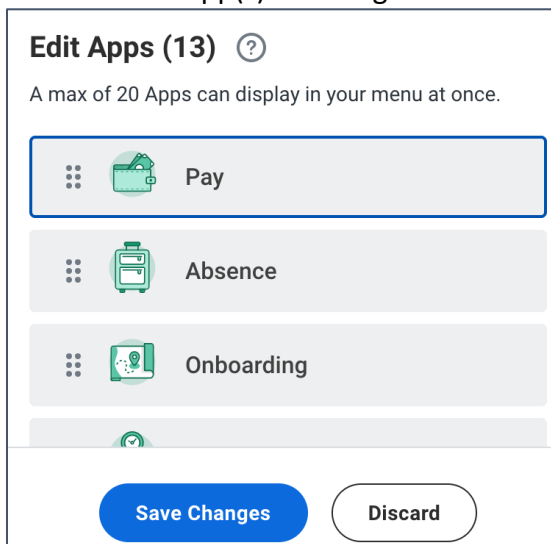 Edit Apps (13) ?
A max of 20 Apps can display in your menu at once.
Pay
Absence
Onboarding
Save Changes
Discard